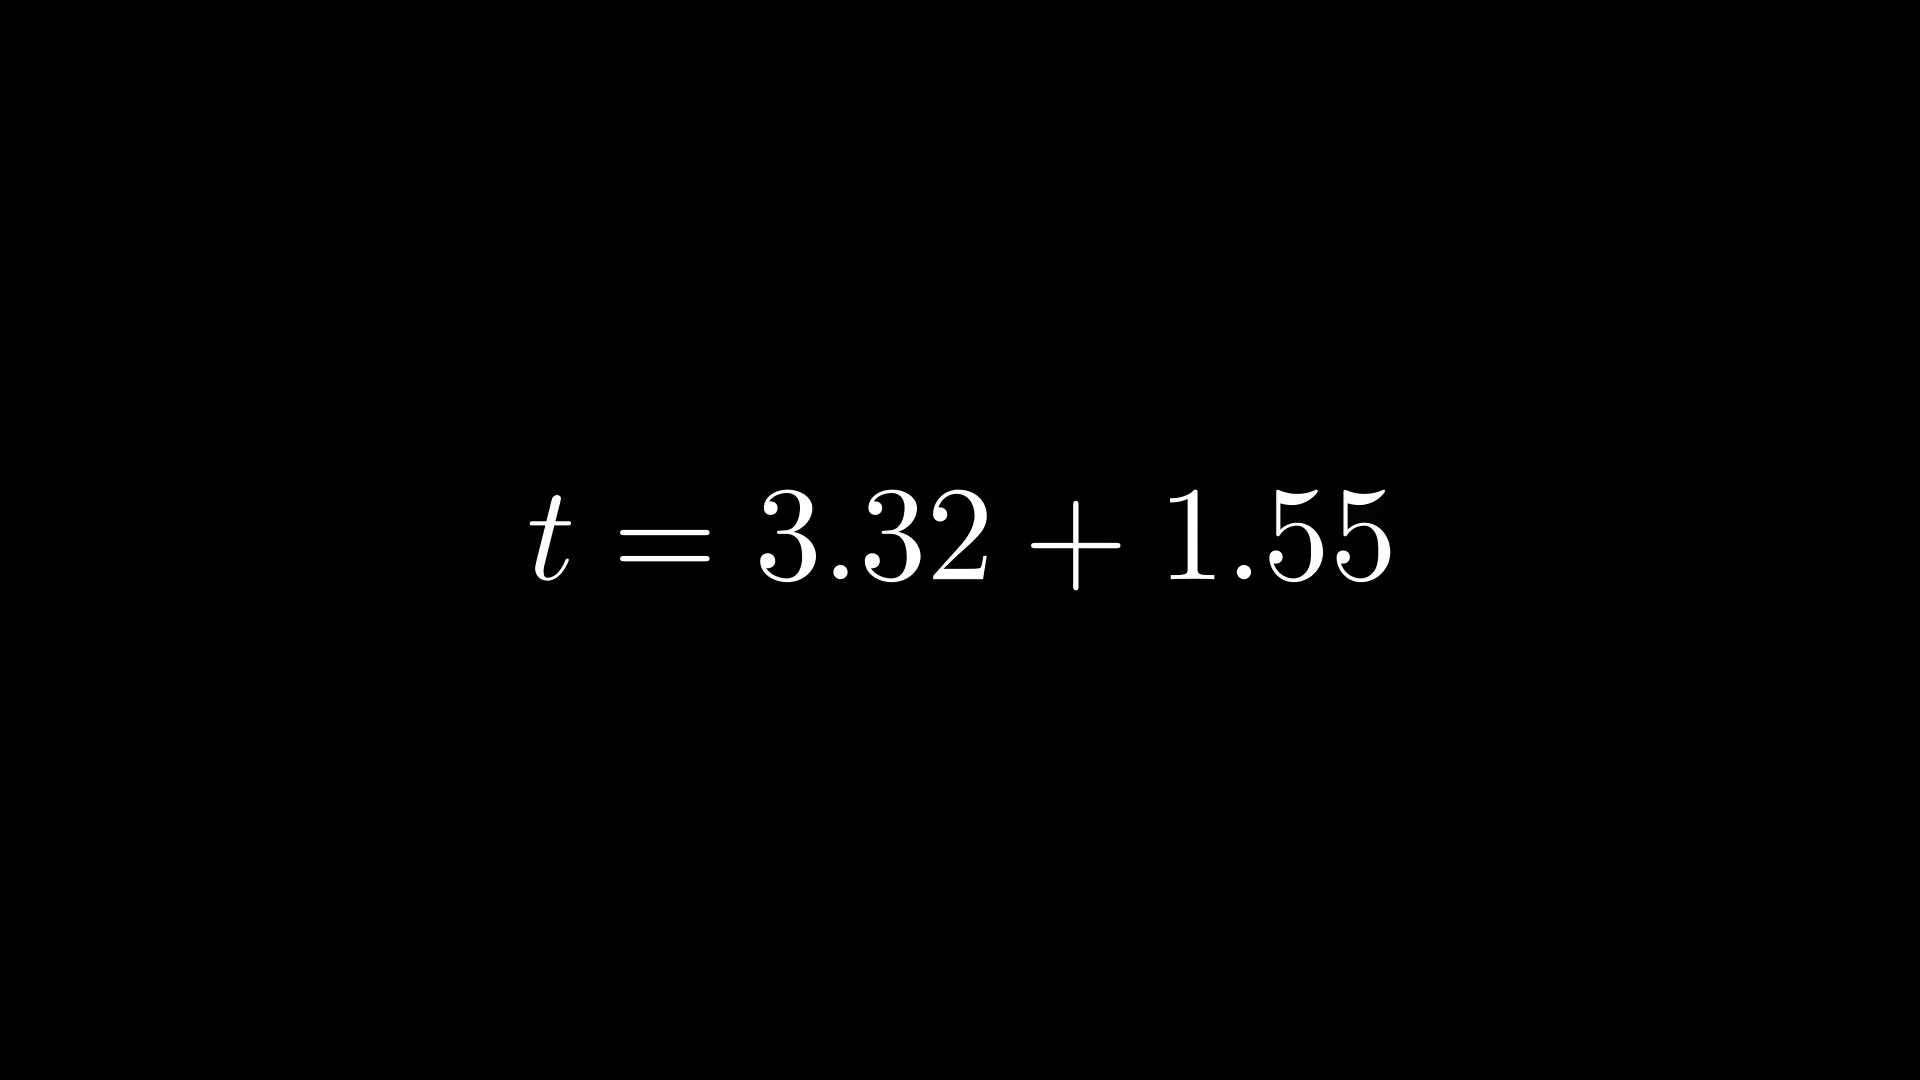 t = 3.32 + 1.55